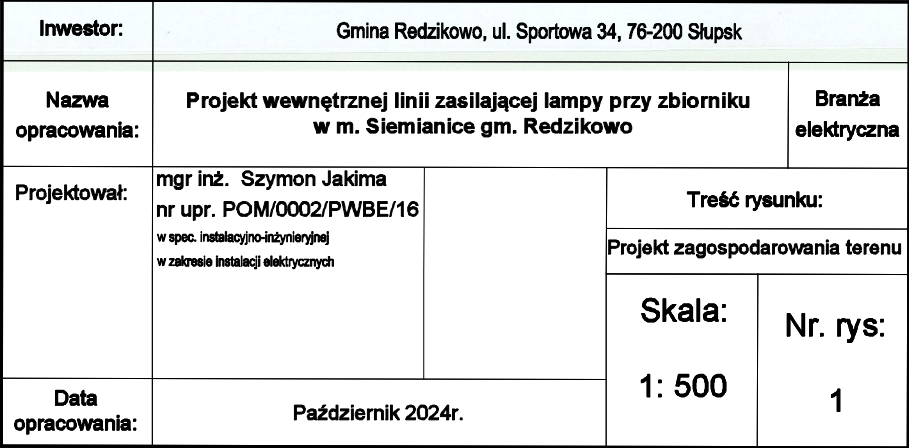 Inwestor:
Gmina Redzikowo, ul. Sportowa 34, 76-200 Słupsk
Nazwa
opracowania:
Projekt wewnętrznej linii zasilającej lampy przy zbiorniku
w m. Siemianice gm. Redzikowo
Branża
elektryczna
Projektował:
mgr inż. Szymon Jakima
nr upr. POM/0002/PWBE/16
w spec. instalacyjno-inżynieryjnej
w zakresie instalacji elektrycznych
Treść rysunku:
Projekt zagospodarowania terenu
Skala:
1: 500
Nr. rys:
1
Data
opracowania:
Październik 2024r.